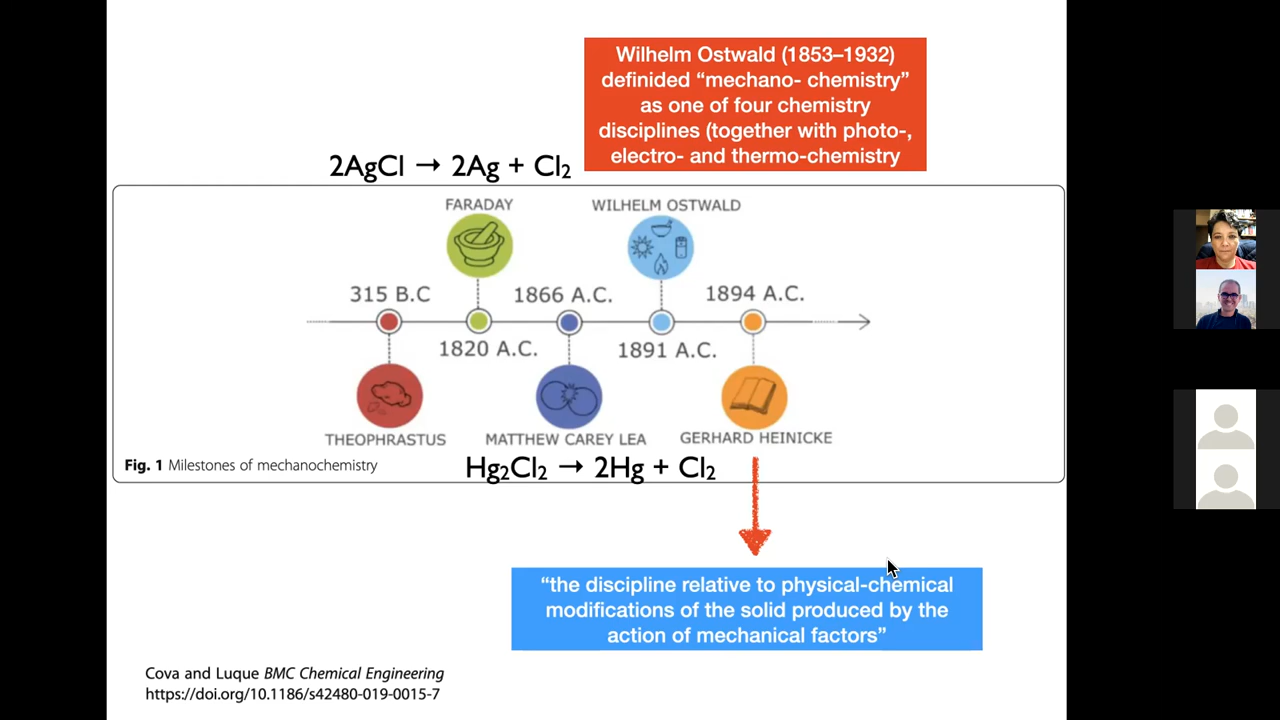 Wilhelm Ostwald (1853–1932)
definided “mechano- chemistry”
as one of four chemistry
disciplines (together with photo-,
electro- and thermo-chemistry
2AgCl → 2Ag + Cl₂
FARADAY
WILHELM OSTWALD
315 B.C
1866 A.C.
1894 A.C.
1820 A.C.
1891 A.C.
THEOPHRASTUS
MATTHEW CAREY LEA
GERHARD HEINICKE
Fig. 1 Milestones of mechanochemistry
Hg₂Cl₂ → 2Hg + Cl₂
“the discipline relative to physical-chemical
modifications of the solid produced by the
action of mechanical factors”
Cova and Luque BMC Chemical Engineering
https://doi.org/10.1186/s42480-019-0015-7